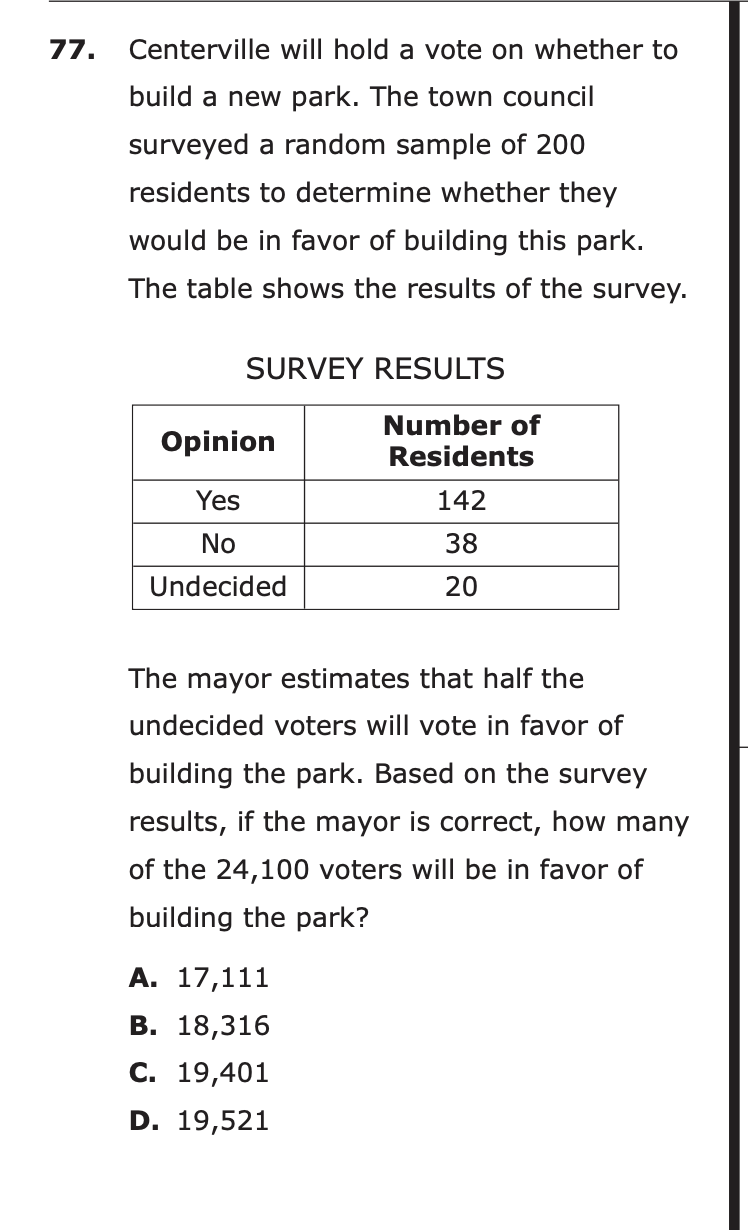 77. Centerville will hold a vote on whether to
build a new park. The town council
surveyed a random sample of 200
residents to determine whether they
would be in favor of building this park.
The table shows the results of the survey.
SURVEY RESULTS
Opinion Number of Residents
Yes 142
No 38
Undecided 20
The mayor estimates that half the
undecided voters will vote in favor of
building the park. Based on the survey
results, if the mayor is correct, how many
of the 24,100 voters will be in favor of
building the park?
A. 17,111
B. 18,316
C. 19,401
D. 19,521